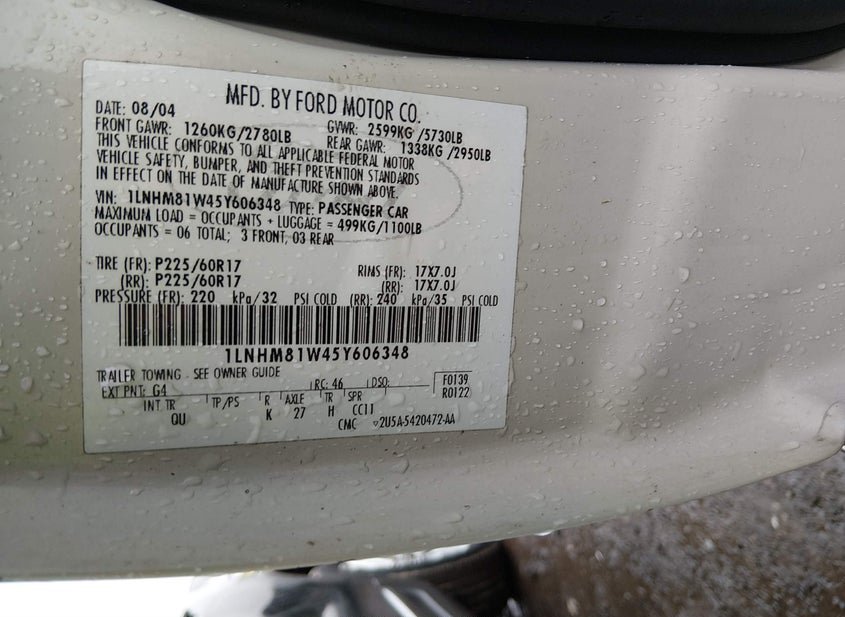 MFD. BY FORD MOTOR CO.
DATE: 08/04 GVWR: 2599KG /5730LB
FRONT GAWR: 1260KG/2780LB REAR GAWR: 1338KG /2950LB
THIS VEHICLE CONFORMS TO ALL APPLICABLE FEDERAL MOTOR
VEHICLE SAFETY, BUMPER, AND THEFT PREVENTION STANDARDS
IN EFFECT ON THE DATE OF MANUFACTURE SHOWN ABOVE.
VIN: 1LNHM81W45Y606348 TYPE: PASSENGER CAR
MAXIMUM LOAD = OCCUPANTS + LUGGAGE = 499KG/1100LB
OCCUPANTS = 06 TOTAL; 3 FRONT, 03 REAR
TIRE (FR): P225/60R17 RIMS (FR): 17X7.0J
(RR): P225/60R17 (RR): 17X7.0J
PRESSURE (FR): 220 kPa/32 PSI COLD (RR): 240 kPa/35 PSI COLD
1LNHM81W45Y606348
TRAILER TOWING - SEE OWNER GUIDE
EXT PNT: G4 RC: 46 DSO: F0139
R0122
INT TR TP/PS R AXLE TR SPR
QU K 27 H CC11
CMC ▽2U5A-5420472-AA